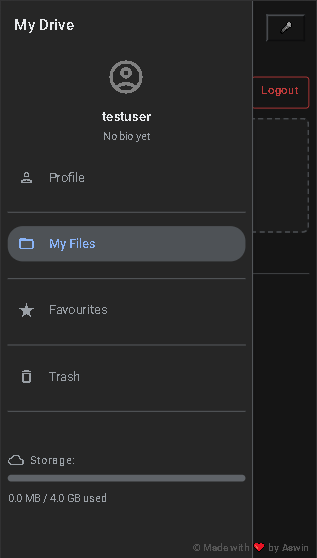 My Drive
Logout
testuser
No bio yet
Profile
My Files
Favourites
Trash
Storage:
0.0 MB / 4.0 GB used
© Made with ❤ by Aswin